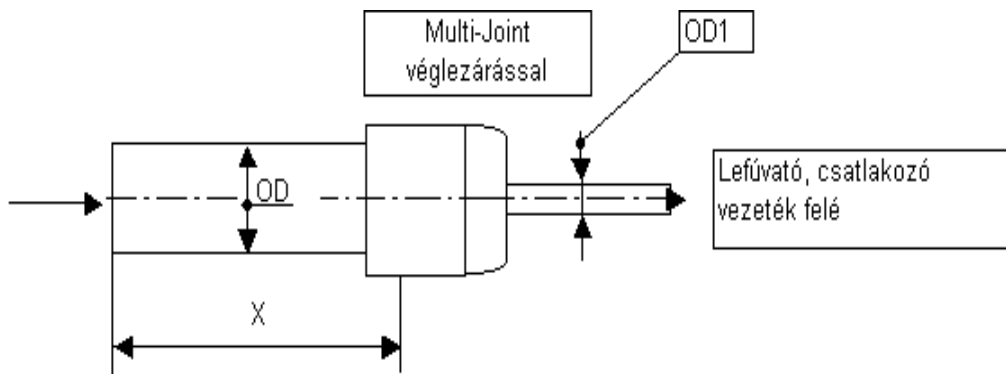 Multi-Joint
véglezárással
OD1
OD
Lefúvató, csatlakozó
vezeték felé
X